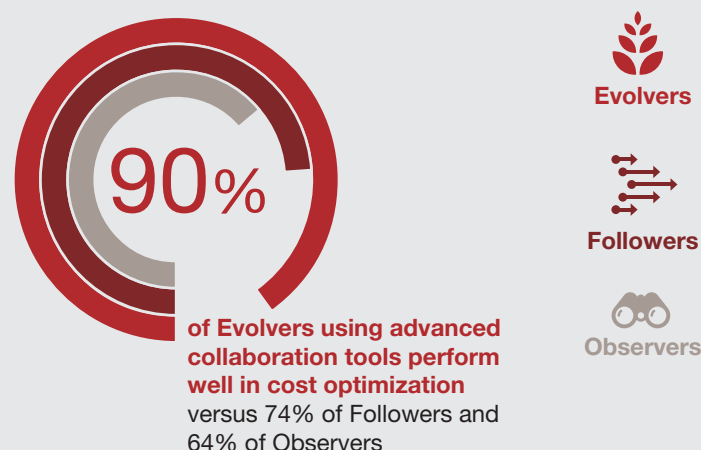 90%
of Evolvers using advanced
collaboration tools perform
well in cost optimization
versus 74% of Followers and
64% of Observers
Evolvers
Followers
Observers